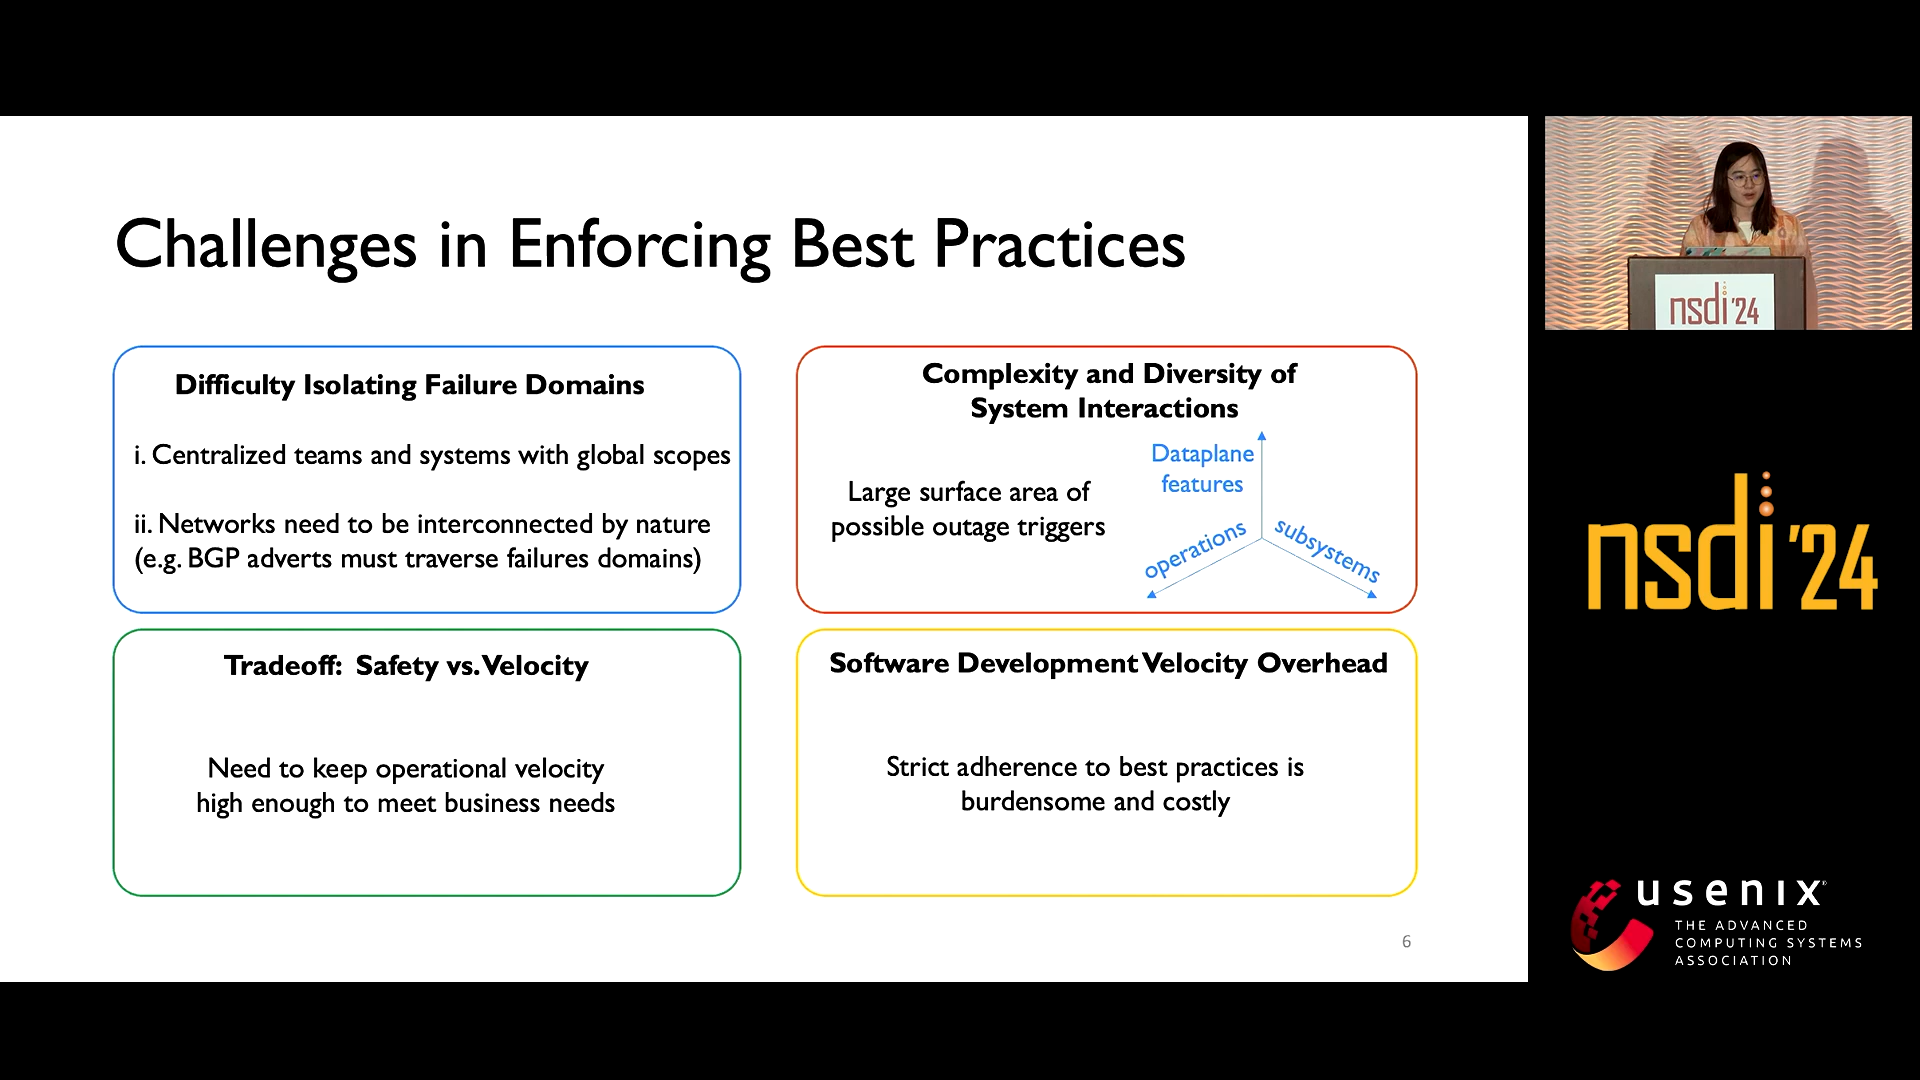 Challenges in Enforcing Best Practices
Difficulty Isolating Failure Domains
i. Centralized teams and systems with global scopes
ii. Networks need to be interconnected by nature
(e.g. BGP adverts must traverse failures domains)
Complexity and Diversity of
System Interactions
Large surface area of
possible outage triggers
Dataplane
features
operations
subsystems
Tradeoff: Safety vs. Velocity
Need to keep operational velocity
high enough to meet business needs
Software Development Velocity Overhead
Strict adherence to best practices is
burdensome and costly
6
nsdi '24
nsdi '24
usenix®
THE ADVANCED
COMPUTING SYSTEMS
ASSOCIATION